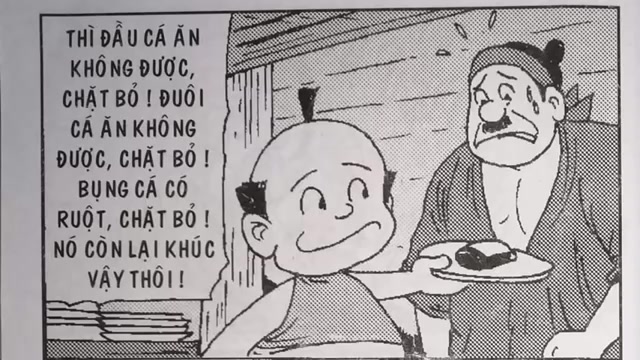 THÌ ĐẦU CÁ ĂN
KHÔNG ĐƯỢC,
CHẶT BỎ! ĐUÔI
CÁ ĂN KHÔNG
ĐƯỢC, CHẶT BỎ!
BỤNG CÁ CÓ
RUỘT, CHẶT BỎ!
NÓ CÒN LẠI KHÚC
VẬY THÔI!